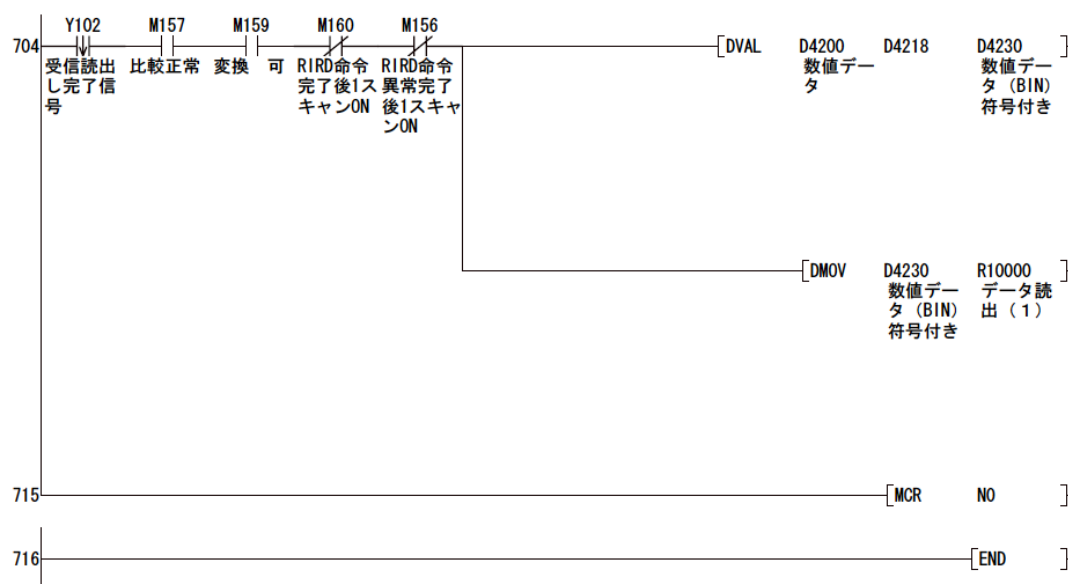 Y102 M157 M159 M160 M156
704 DVAL D4200 D4218 D4230
受信読出 比較正常 変換 可 RIRD命令 RIRD命令 数値デー 数値デー
し完了信 完了後1ス 異常完了 タ タ（BIN）
号 キャンON 後1スキャ 符号付き
ンON
DMOV D4230 R10000
数値デー データ読
タ（BIN） 出（１）
符号付き
715 MCR N0
716 END